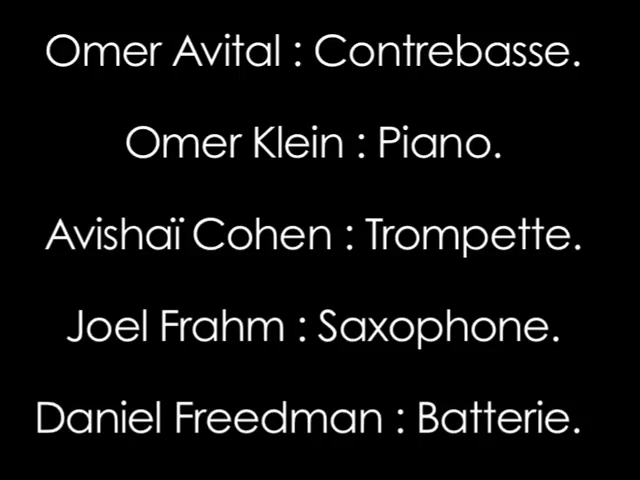 Omer Avital : Contrebasse.
Omer Klein : Piano.
Avishaï Cohen : Trompette.
Joel Frahm : Saxophone.
Daniel Freedman : Batterie.